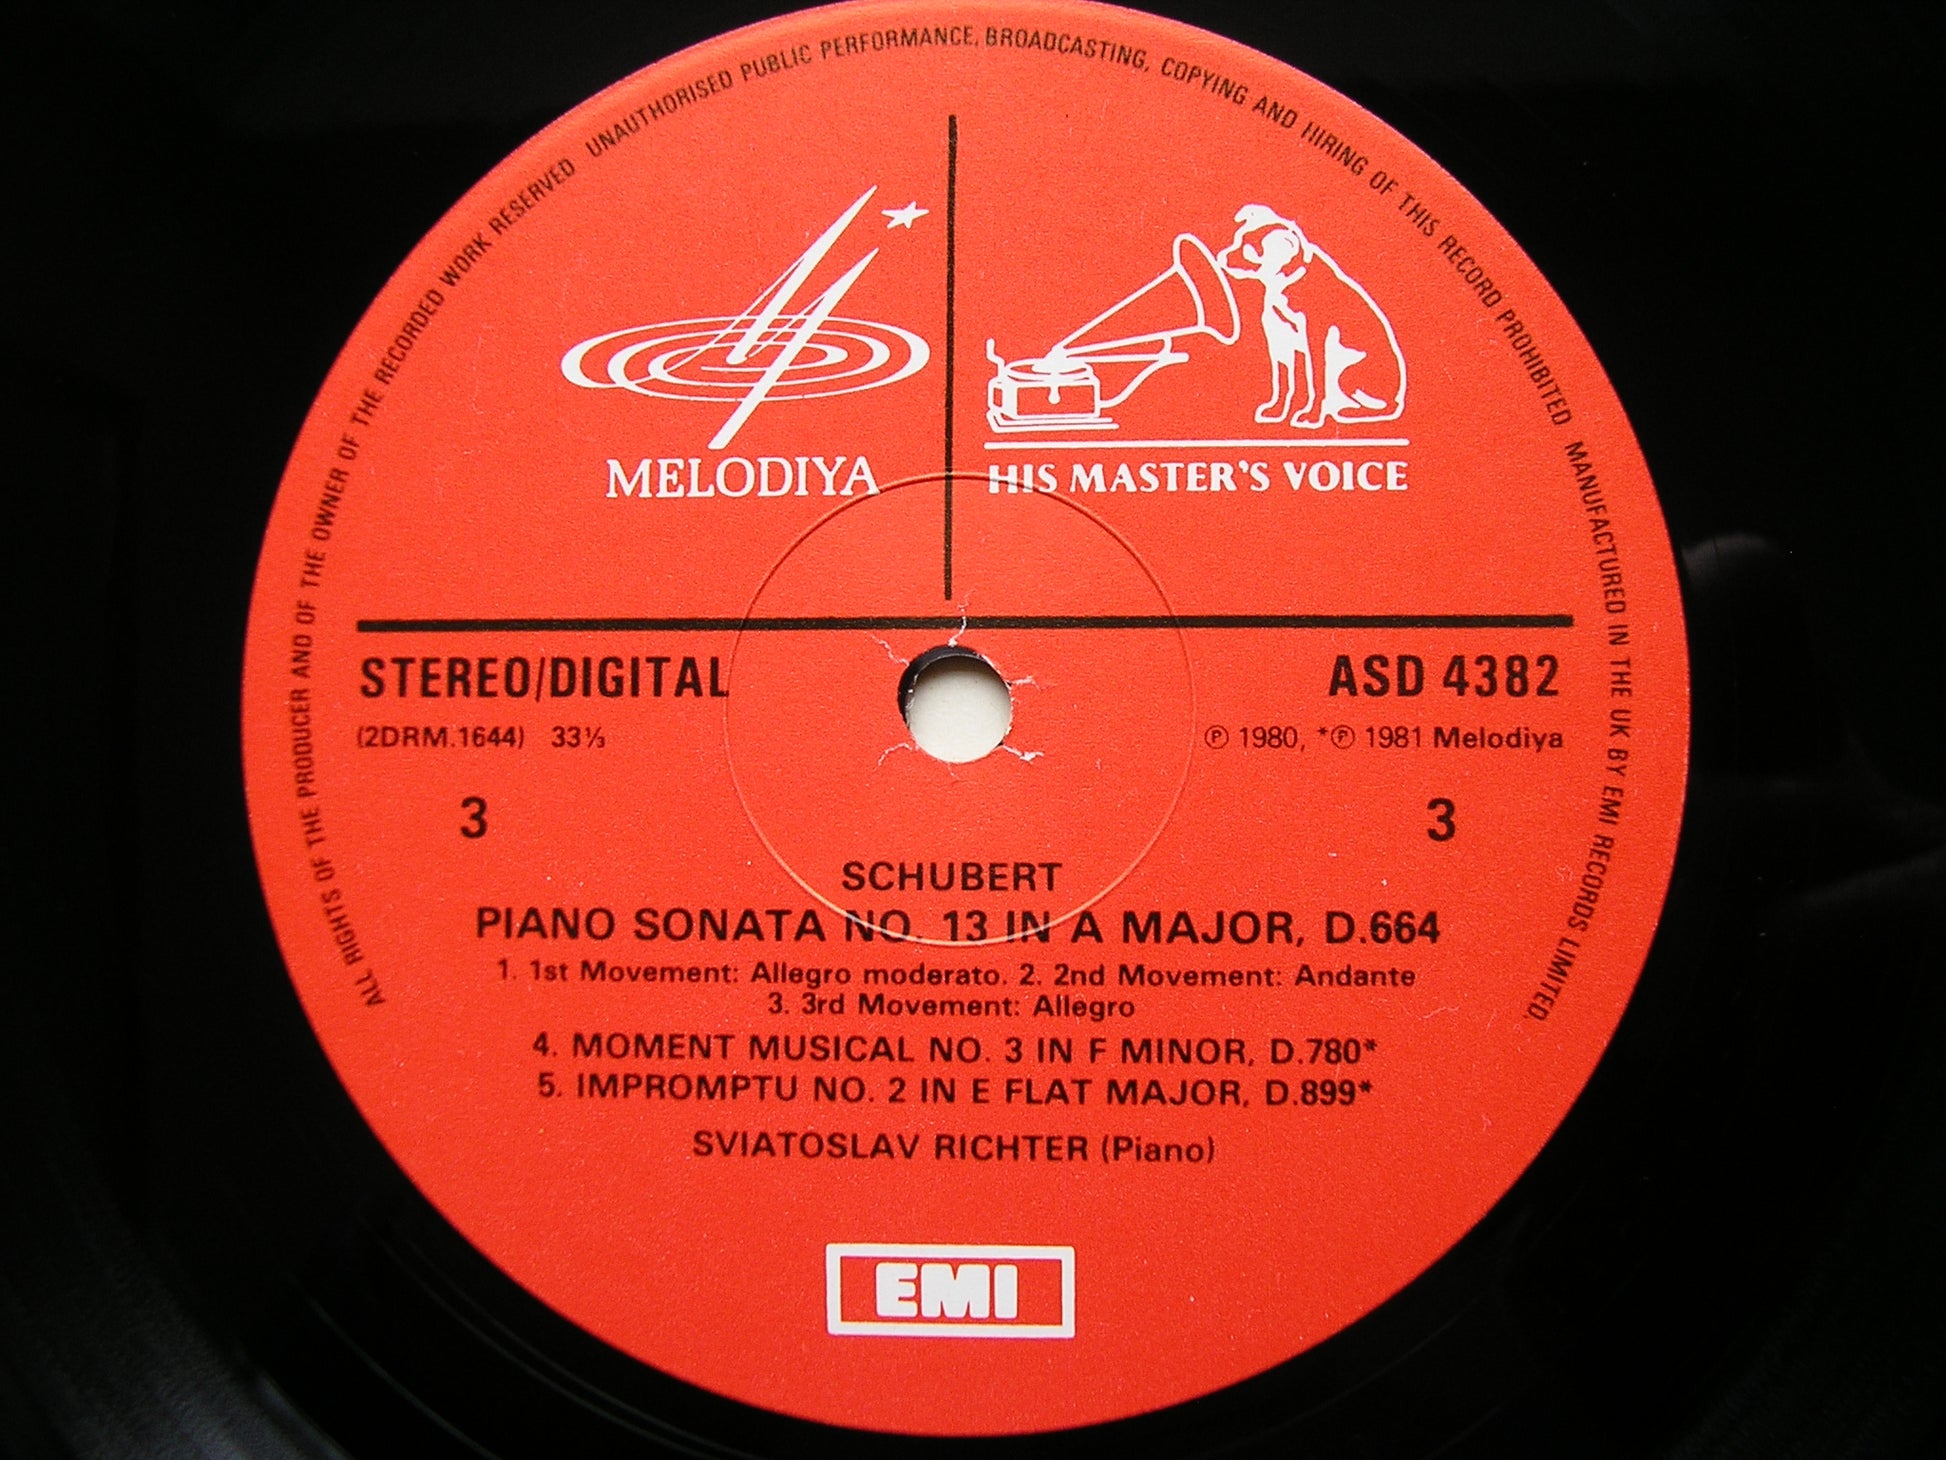 ALL RIGHTS OF THE PRODUCER AND OF THE OWNER OF THE RECORDED WORK RESERVED UNAUTHORISED PUBLIC PERFORMANCE, BROADCASTING, COPYING AND HIRING OF THIS RECORD PROHIBITED MANUFACTURED IN THE UK BY EMI RECORDS LIMITED.
MELODIYA
HIS MASTER'S VOICE
STEREO/DIGITAL
ASD 4382
(2DRM.1644) 33⅓
℗ 1980, *℗ 1981 Melodiya
3
3
SCHUBERT
PIANO SONATA NO. 13 IN A MAJOR, D.664
1. 1st Movement: Allegro moderato. 2. 2nd Movement: Andante
3. 3rd Movement: Allegro
4. MOMENT MUSICAL NO. 3 IN F MINOR, D.780*
5. IMPROMPTU NO. 2 IN E FLAT MAJOR, D.899*
SVIATOSLAV RICHTER (Piano)
EMI